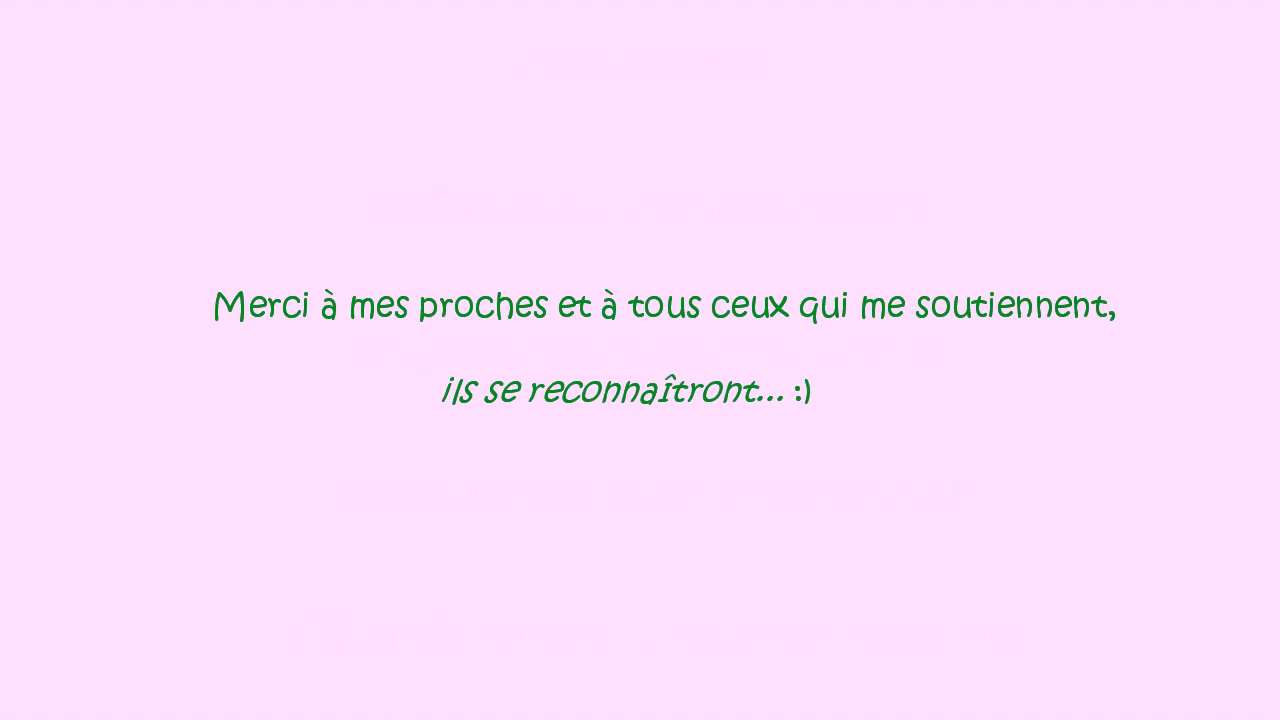 Merci à mes proches et à tous ceux qui me soutiennent,
ils se reconnaîtront... :)